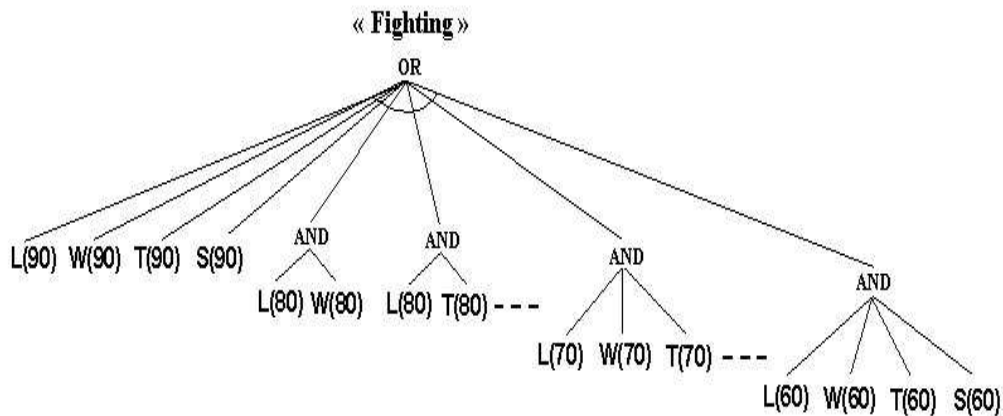 « Fighting »
OR
L(90) W(90) T(90) S(90)
AND AND AND AND
L(80) W(80) L(80) T(80) ---
L(70) W(70) T(70) ---
L(60) W(60) T(60) S(60)